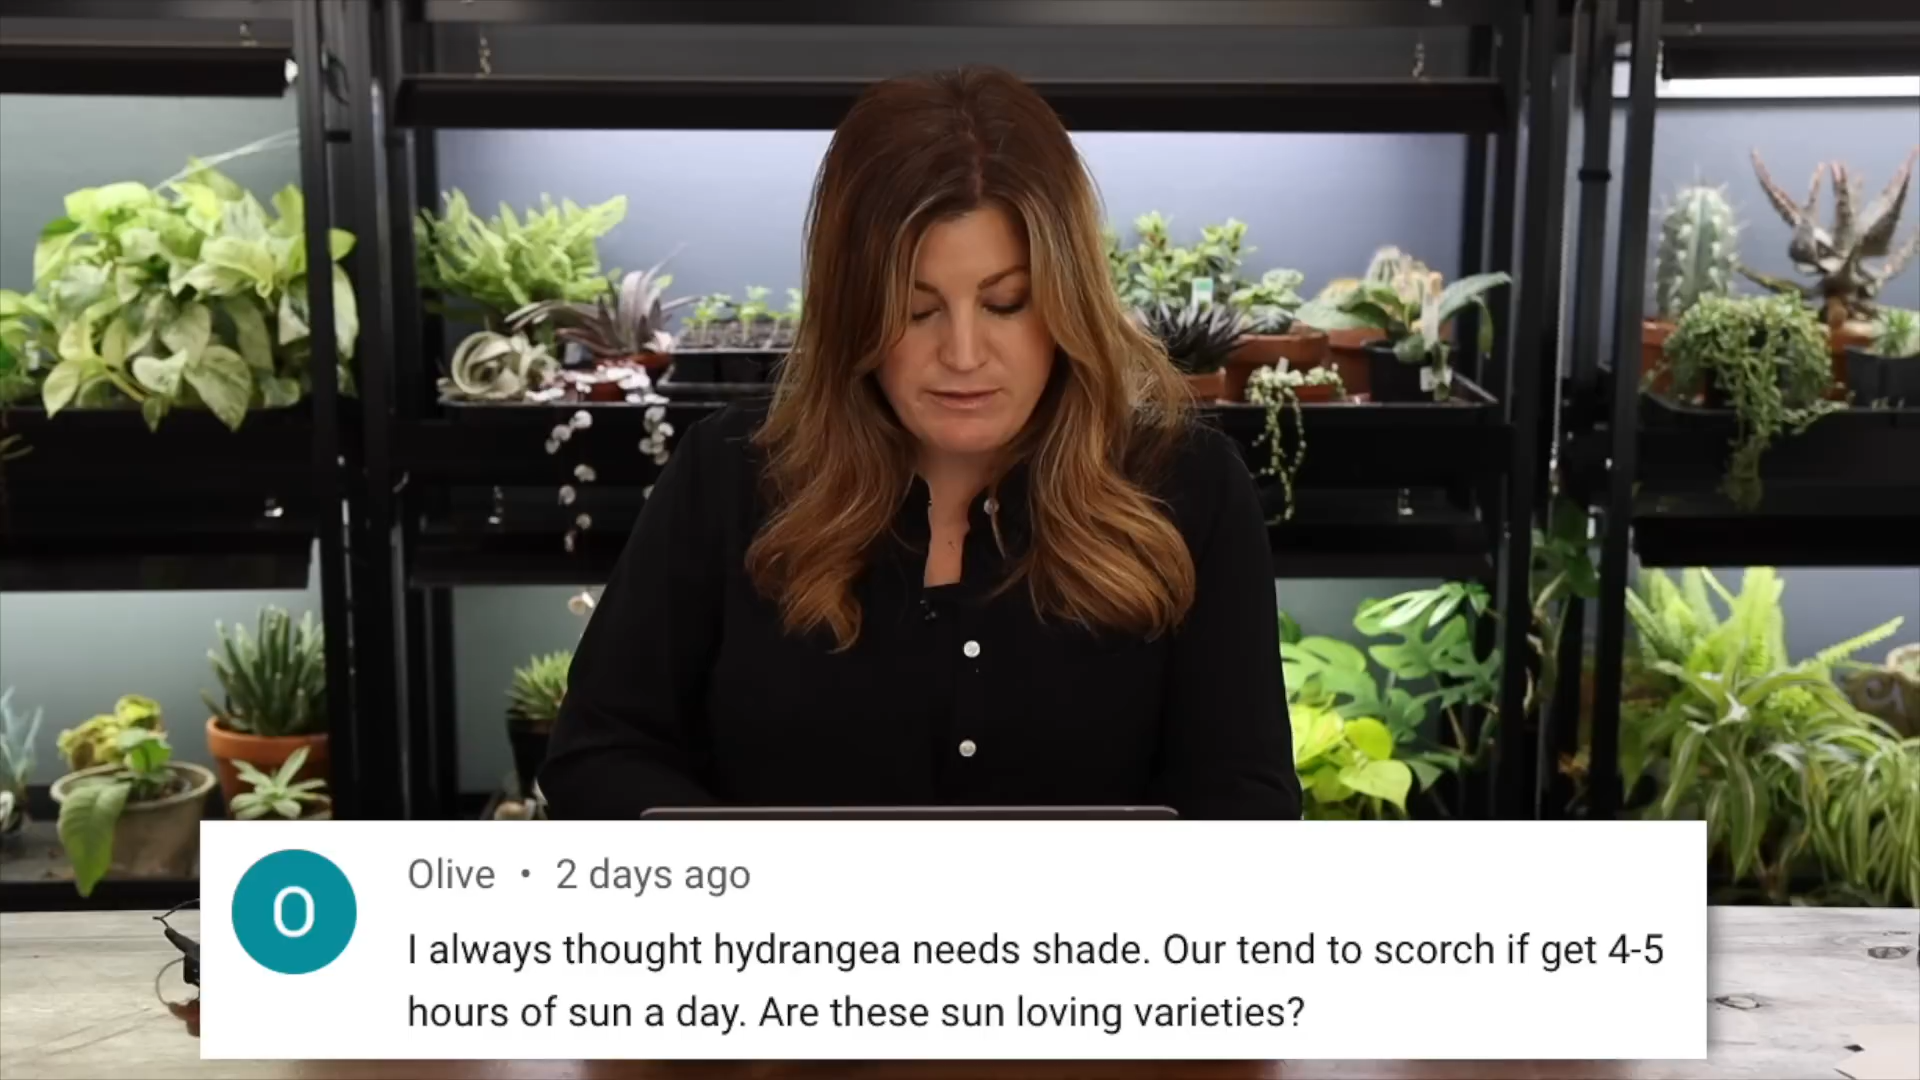 O
Olive • 2 days ago
I always thought hydrangea needs shade. Our tend to scorch if get 4-5
hours of sun a day. Are these sun loving varieties?